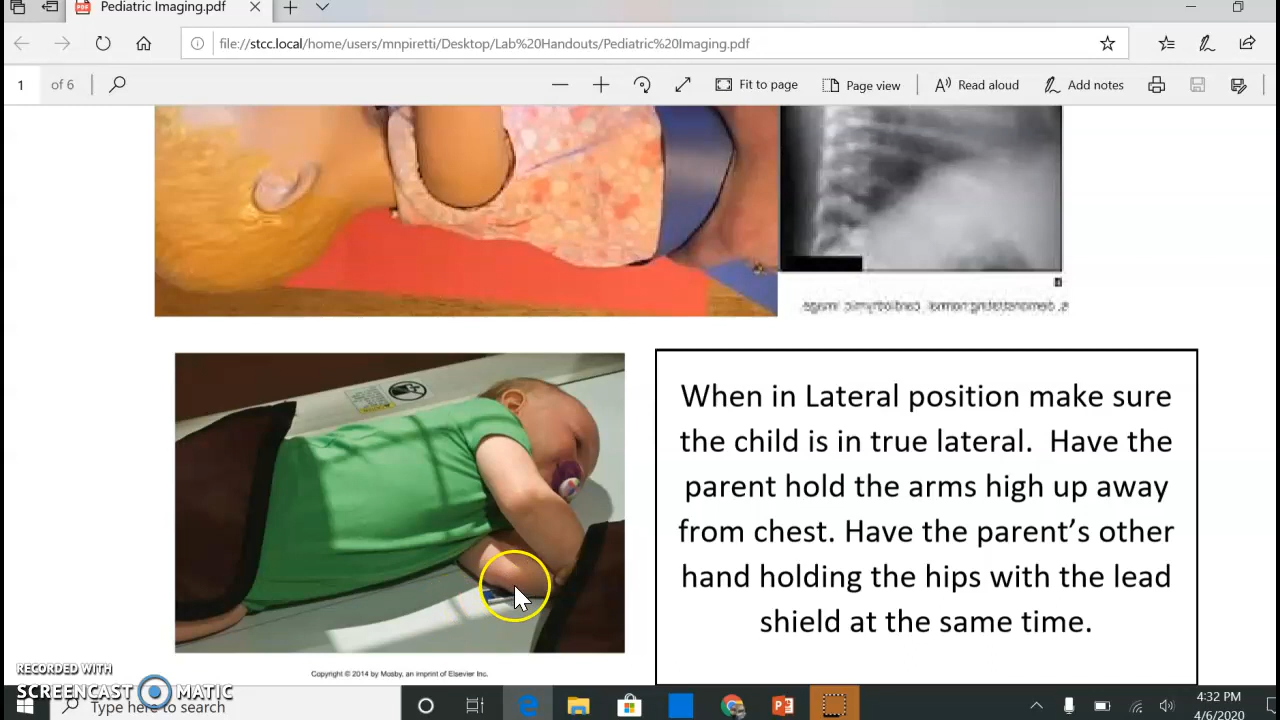 Pediatric Imaging.pdf
file://stcc.local/home/users/mnpiretti/Desktop/Lab%20Handouts/Pediatric%20Imaging.pdf
1 of 6
Fit to page
Page view
Read aloud
Add notes
When in Lateral position make sure
the child is in true lateral. Have the
parent hold the arms high up away
from chest. Have the parent's other
hand holding the hips with the lead
shield at the same time.
Copyright © 2014 by Mosby, an imprint of Elsevier Inc.
RECORDED WITH
SCREENCAST MATIC
Type here to search
4:32 PM
4/6/2020